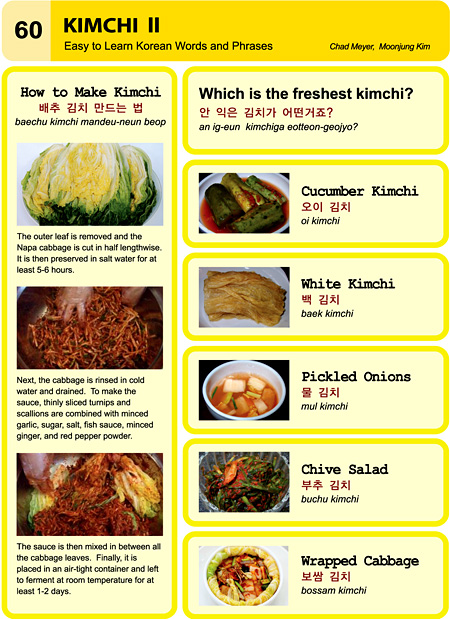 60
KIMCHI II
Easy to Learn Korean Words and Phrases
Chad Meyer, Moonjung Kim
How to Make Kimchi
배추 김치 만드는 법
baechu kimchi mandeu-neun beop
The outer leaf is removed and the
Napa cabbage is cut in half lengthwise.
It is then preserved in salt water for at
least 5-6 hours.
Next, the cabbage is rinsed in cold
water and drained. To make the
sauce, thinly sliced turnips and
scallions are combined with minced
garlic, sugar, salt, fish sauce, minced
ginger, and red pepper powder.
The sauce is then mixed in between all
the cabbage leaves. Finally, it is
placed in an air-tight container and left
to ferment at room temperature for at
least 1-2 days.
Which is the freshest kimchi?
안 익은 김치가 어떤거죠?
an ig-eun kimchiga eotteon-geojyo?
Cucumber Kimchi
오이 김치
oi kimchi
White Kimchi
백 김치
baek kimchi
Pickled Onions
물 김치
mul kimchi
Chive Salad
부추 김치
buchu kimchi
Wrapped Cabbage
보쌈 김치
bossam kimchi